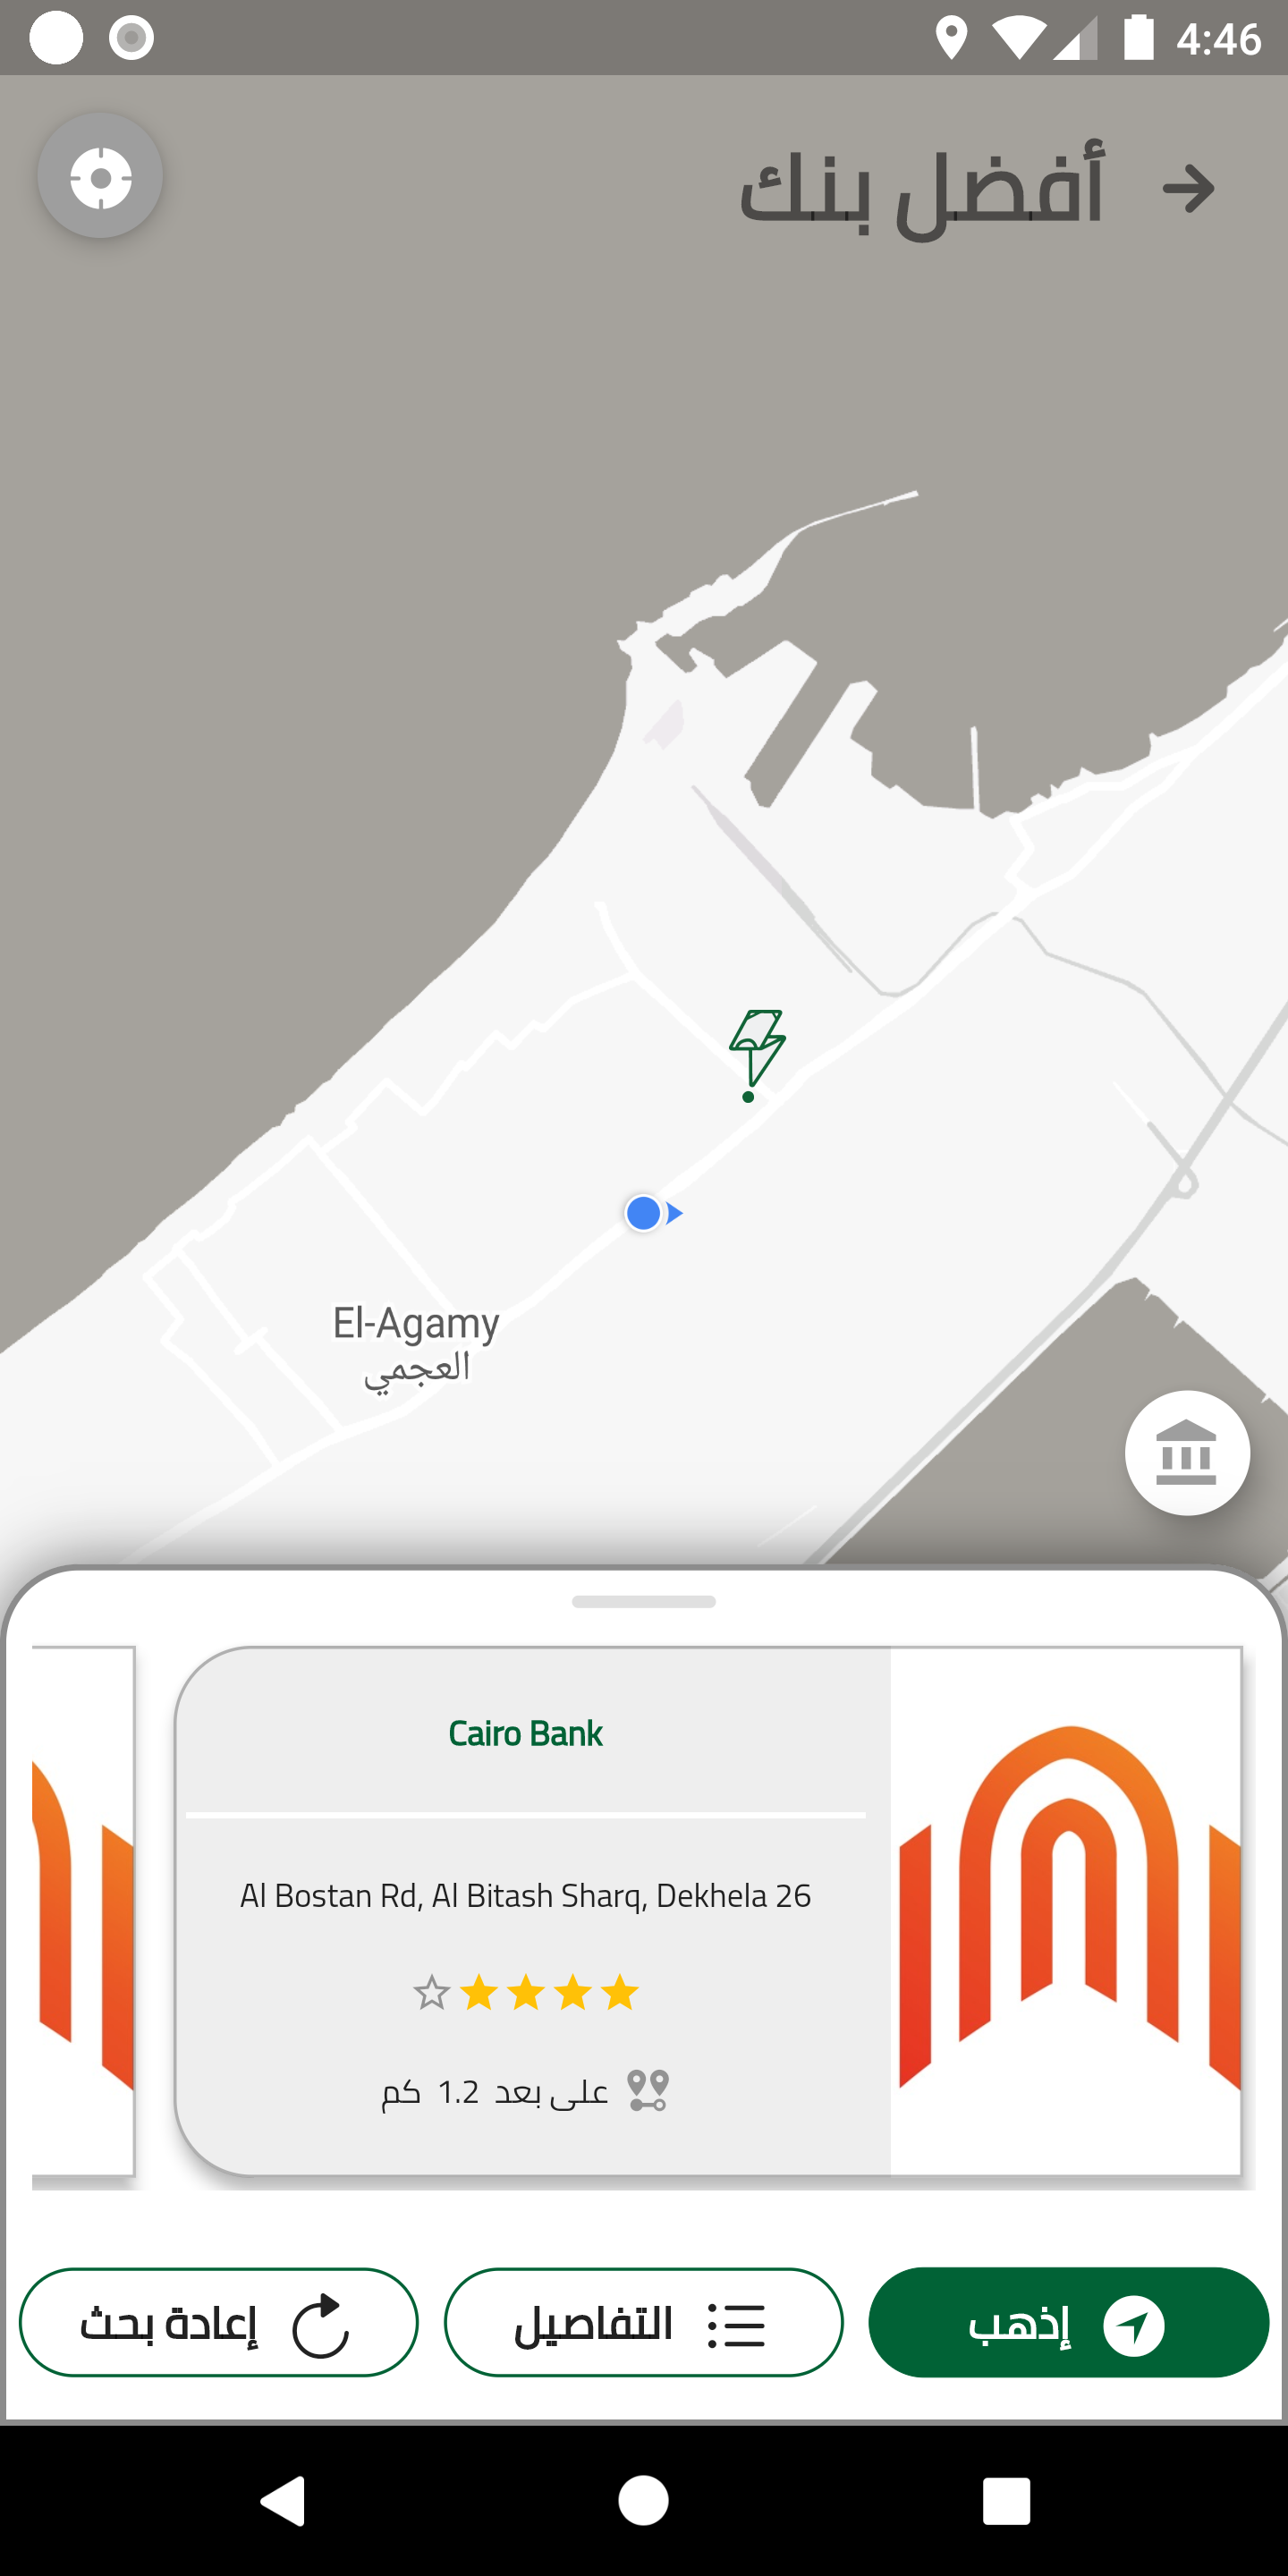 4:46
أفضل بنك
El-Agamy
العجمي
Cairo Bank
Al Bostan Rd, Al Bitash Sharq, Dekhela 26
على بعد 1.2 كم
إذهب
التفاصيل
إعادة بحث